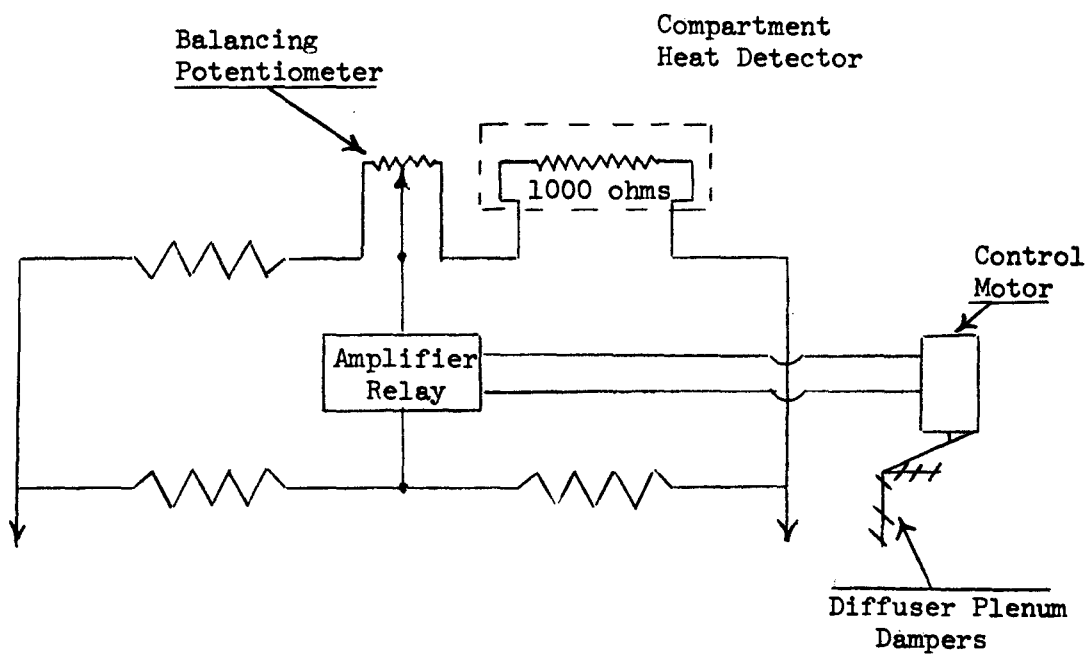 Balancing
Potentiometer
Compartment
Heat Detector
1000 ohms
Control
Motor
Amplifier
Relay
Diffuser Plenum
Dampers